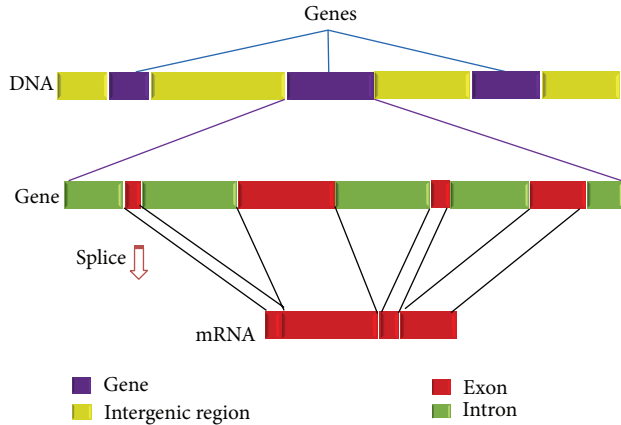 Genes
DNA
Gene
Splice
mRNA
Gene
Exon
Intergenic region
Intron